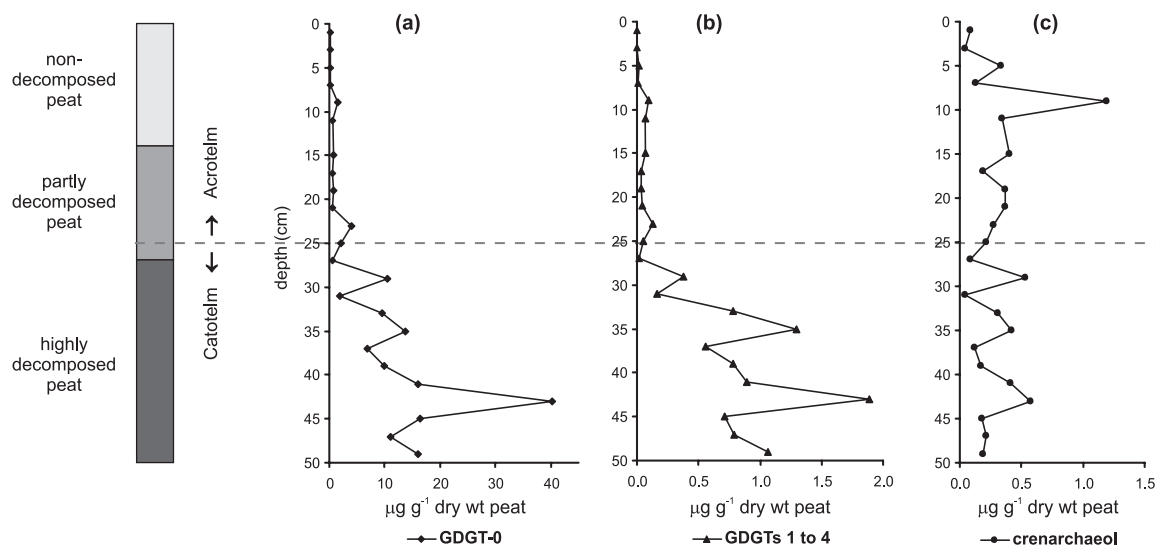 non-
decomposed
peat
partly
decomposed
peat
highly
decomposed
peat
Acrotelm
Catotelm
depth (cm)
(a)
0
5
10
15
20
25
30
35
40
45
50
0 10 20 30 40
µg g⁻¹ dry wt peat
GDGT-0
(b)
0
5
10
15
20
25
30
35
40
45
50
0.0 0.5 1.0 1.5 2.0
µg g⁻¹ dry wt peat
GDGTs 1 to 4
(c)
0
5
10
15
20
25
30
35
40
45
50
0.0 0.5 1.0 1.5
µg g⁻¹ dry wt peat
crenarchaeol